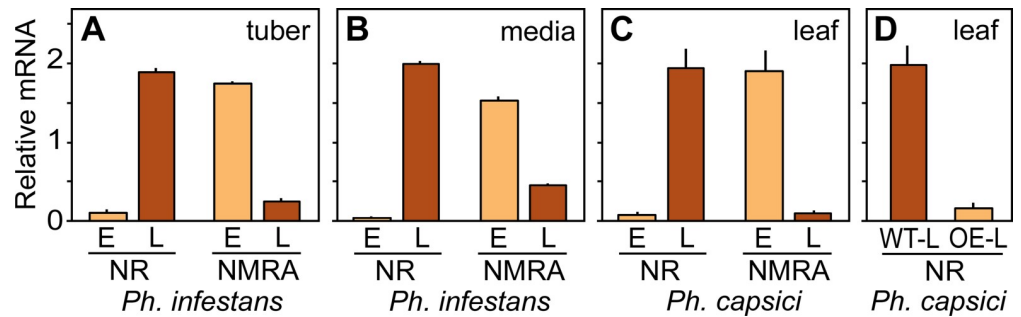 Relative mRNA
2
1
0
A tuber
E L E L
NR NMRA
Ph. infestans
B media
E L E L
NR NMRA
Ph. infestans
C leaf
E L E L
NR NMRA
Ph. capsici
D leaf
WT-L OE-L
NR
Ph. capsici